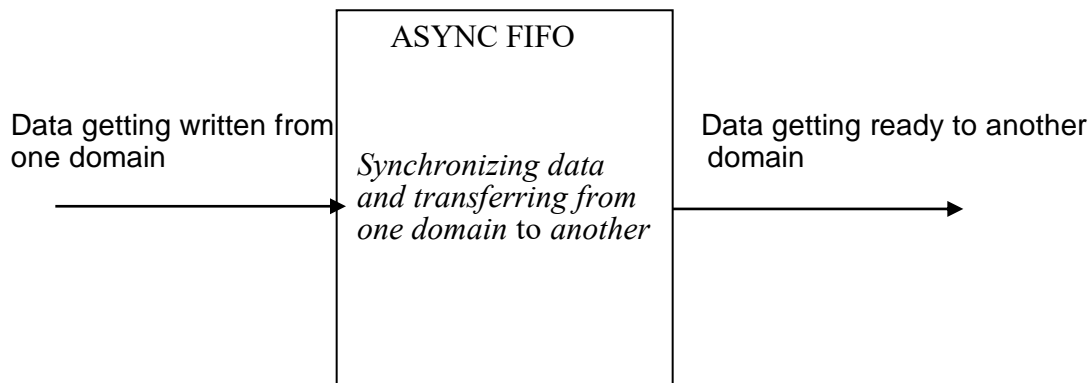 ASYNC FIFO
Data getting written from
one domain
Synchronizing data
and transferring from
one domain to another
Data getting ready to another
domain